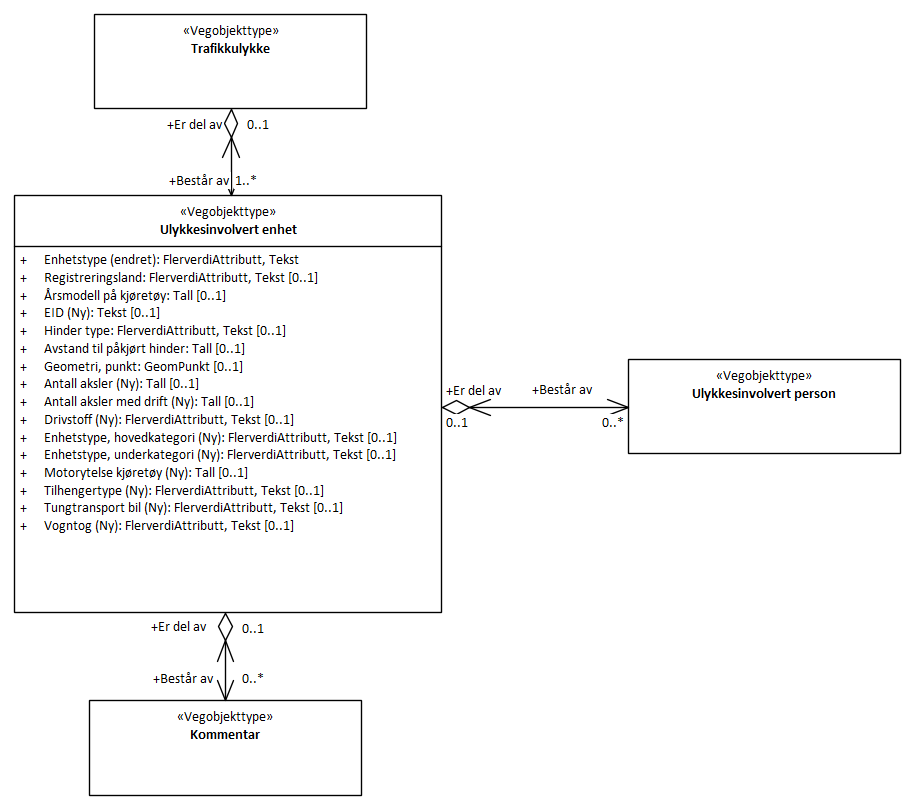 «Vegobjekttype»
Trafikkulykke
+Er del av 0..1
+Består av 1..*
«Vegobjekttype»
Ulykkesinvolvert enhet
+ Enhetstype (endret): FlerverdiAttributt, Tekst
+ Registreringsland: FlerverdiAttributt, Tekst [0..1]
+ Årsmodell på kjøretøy: Tall [0..1]
+ EID (Ny): Tekst [0..1]
+ Hinder type: FlerverdiAttributt, Tekst [0..1]
+ Avstand til påkjørt hinder: Tall [0..1]
+ Geometri, punkt: GeomPunkt [0..1]
+ Antall aksler (Ny): Tall [0..1]
+ Antall aksler med drift (Ny): Tall [0..1]
+ Drivstoff (Ny): FlerverdiAttributt, Tekst [0..1]
+ Enhetstype, hovedkategori (Ny): FlerverdiAttributt, Tekst [0..1]
+ Enhetstype, underkategori (Ny): FlerverdiAttributt, Tekst [0..1]
+ Motorytelse kjøretøy (Ny): Tall [0..1]
+ Tilhengertype (Ny): FlerverdiAttributt, Tekst [0..1]
+ Tungtransport bil (Ny): FlerverdiAttributt, Tekst [0..1]
+ Vogntog (Ny): FlerverdiAttributt, Tekst [0..1]
+Er del av +Består av
0..1 0..*
«Vegobjekttype»
Ulykkesinvolvert person
+Er del av 0..1
+Består av 0..*
«Vegobjekttype»
Kommentar